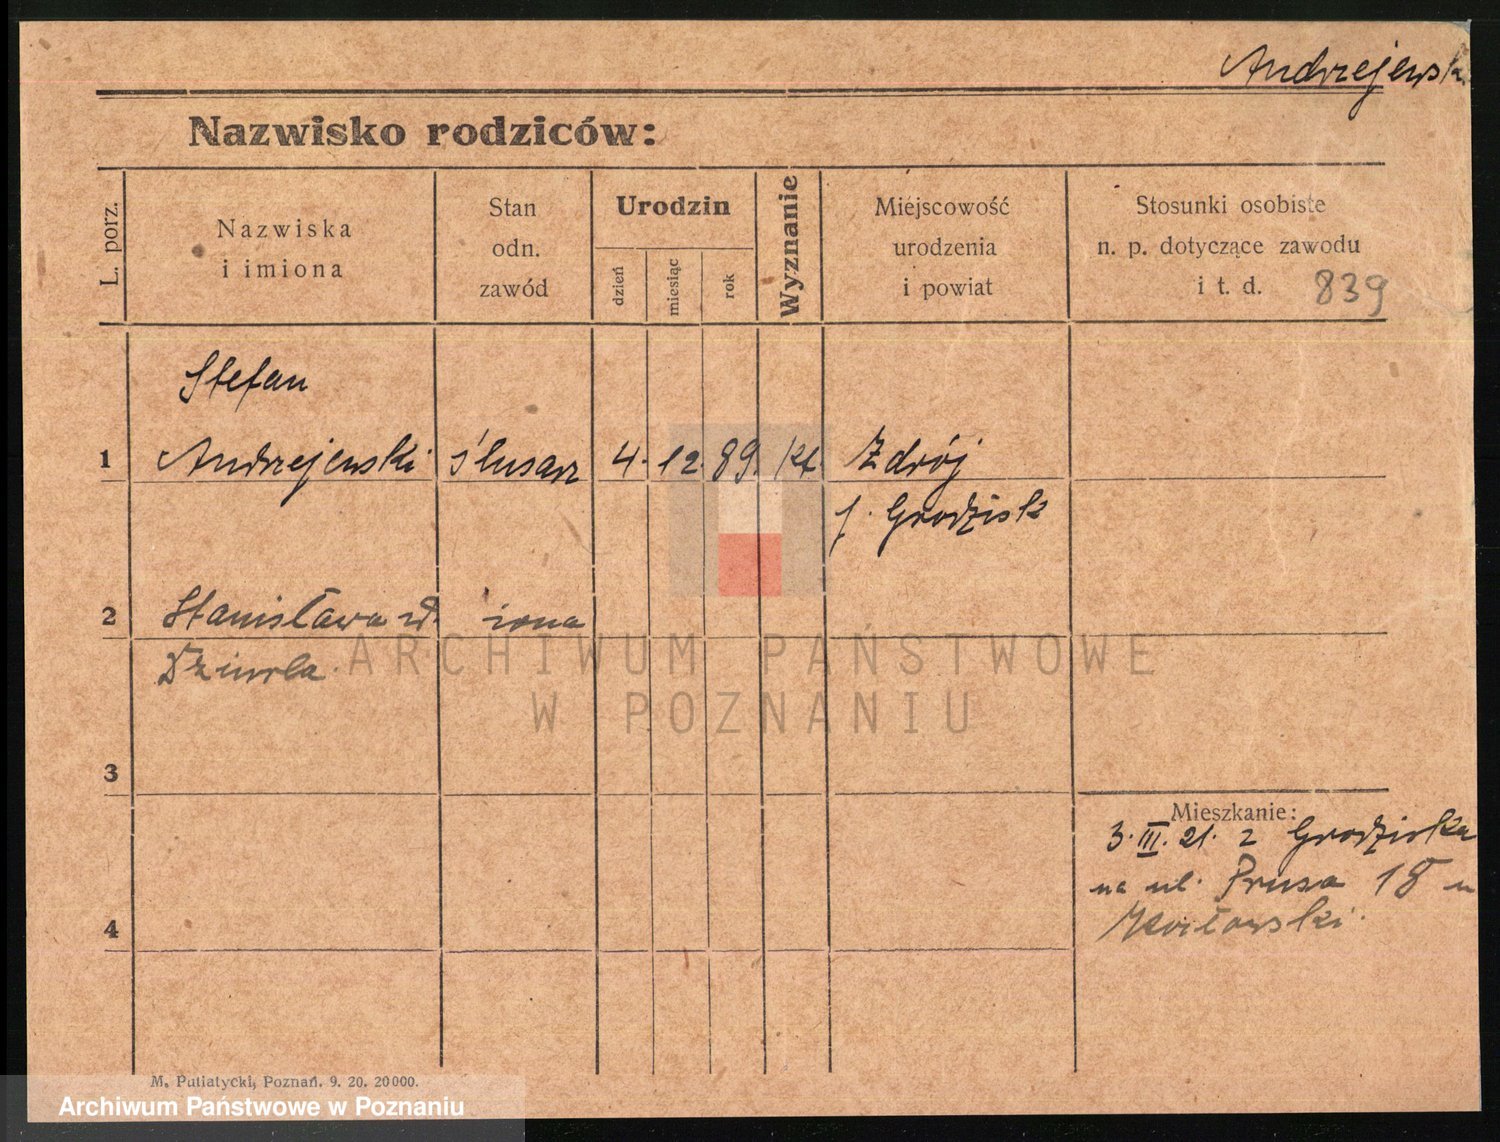 Andrzejewski
Nazwisko rodziców:
L. porz.
Nazwiska
i imiona
Stan
odn.
zawód
Urodzin
dzień
miesiąc
rok
Wyznanie
Miejscowość
urodzenia
i powiat
Stosunki osobiste
n. p. dotyczące zawodu
i t. d.
839
Stefan
1 Andrzejewski ślusarz 4. 12. 89. kt. Zdrój
p. Grodzisk
2 Stanisława żona
3
4
Mieszkanie:
3. III. 21. z Grodziska
na ul. Prusa 18 u
ARCHIWUM PAŃSTWOWE
W POZNANIU
M. Putiatycki, Poznań. 9. 20. 20000.
Archiwum Państwowe w Poznaniu